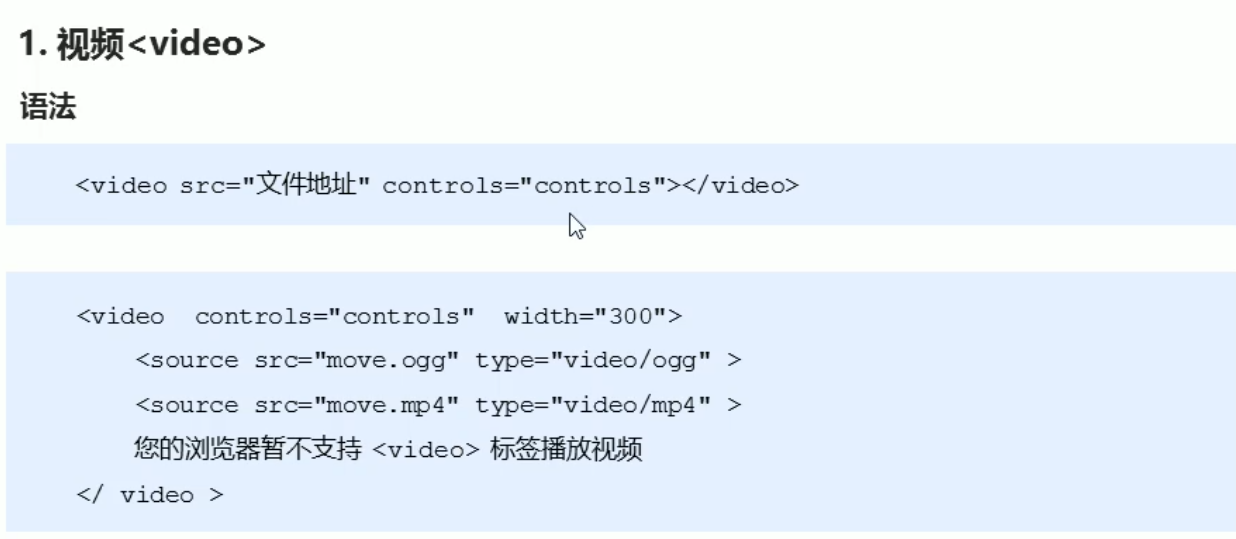 1. 视频<video>
语法
<video src="文件地址" controls="controls"></video>
<video  controls="controls"  width="300">
<source src="move.ogg" type="video/ogg" >
<source src="move.mp4" type="video/mp4" >
您的浏览器暂不支持 <video> 标签播放视频
</ video >